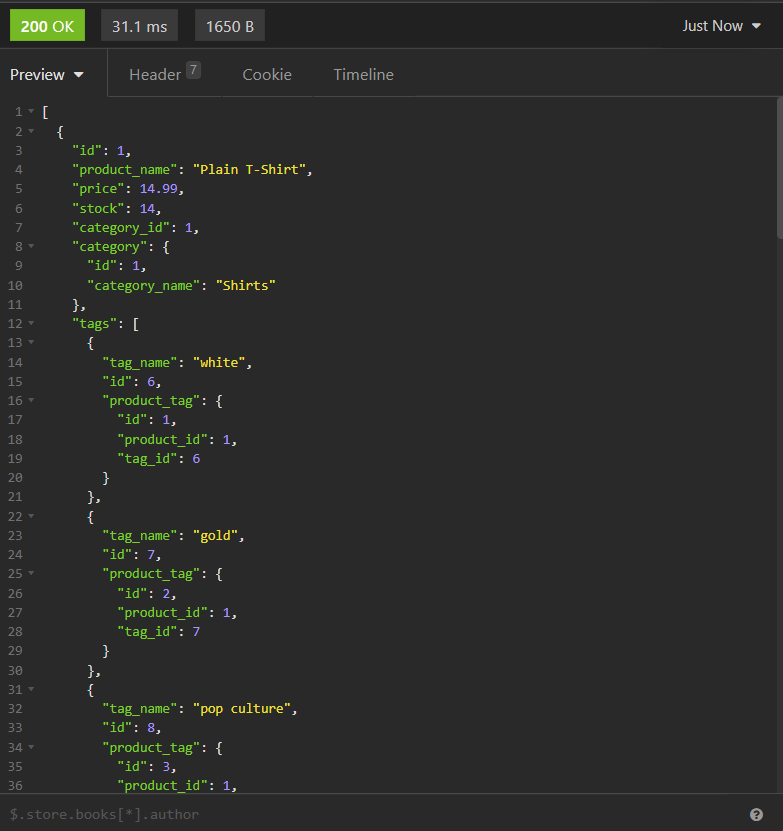 200 OK 31.1 ms 1650 B Just Now
Preview Header 7 Cookie Timeline
1 [
2 {
3 "id": 1,
4 "product_name": "Plain T-Shirt",
5 "price": 14.99,
6 "stock": 14,
7 "category_id": 1,
8 "category": {
9 "id": 1,
10 "category_name": "Shirts"
11 },
12 "tags": [
13 {
14 "tag_name": "white",
15 "id": 6,
16 "product_tag": {
17 "id": 1,
18 "product_id": 1,
19 "tag_id": 6
20 }
21 },
22 {
23 "tag_name": "gold",
24 "id": 7,
25 "product_tag": {
26 "id": 2,
27 "product_id": 1,
28 "tag_id": 7
29 }
30 },
31 {
32 "tag_name": "pop culture",
33 "id": 8,
34 "product_tag": {
35 "id": 3,
36 "product_id": 1,
$.store.books[*].author ?